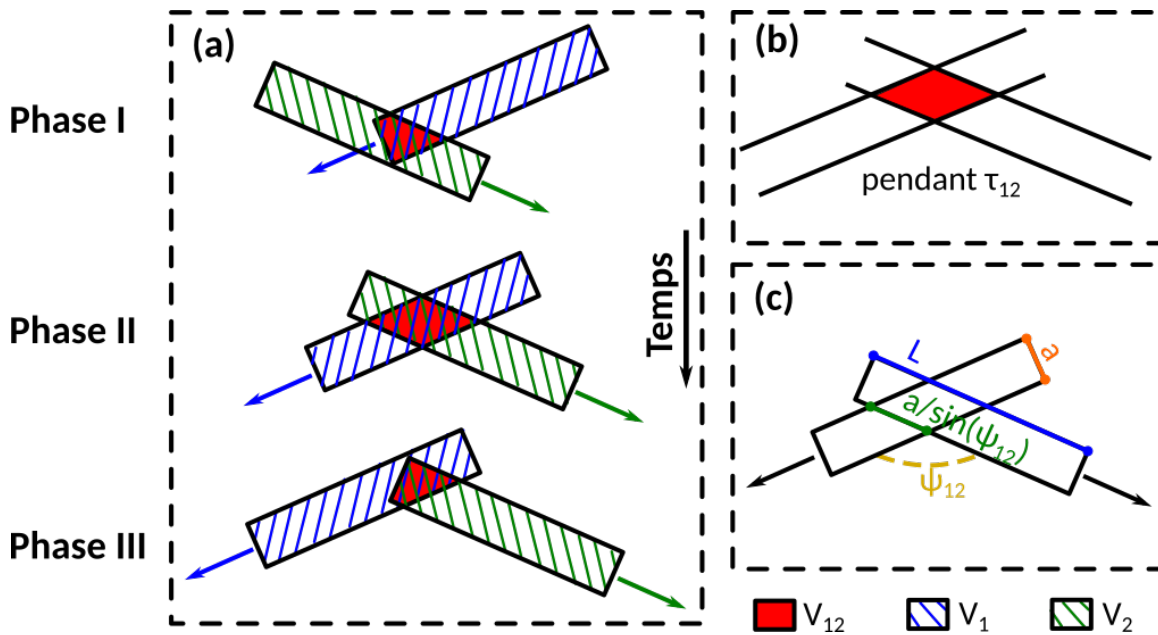 (a)
Phase I
Phase II
Phase III
Temps
(b)
pendant τ₁₂
(c)
L
a
a/sin(ψ₁₂)
ψ₁₂
V₁₂
V₁
V₂